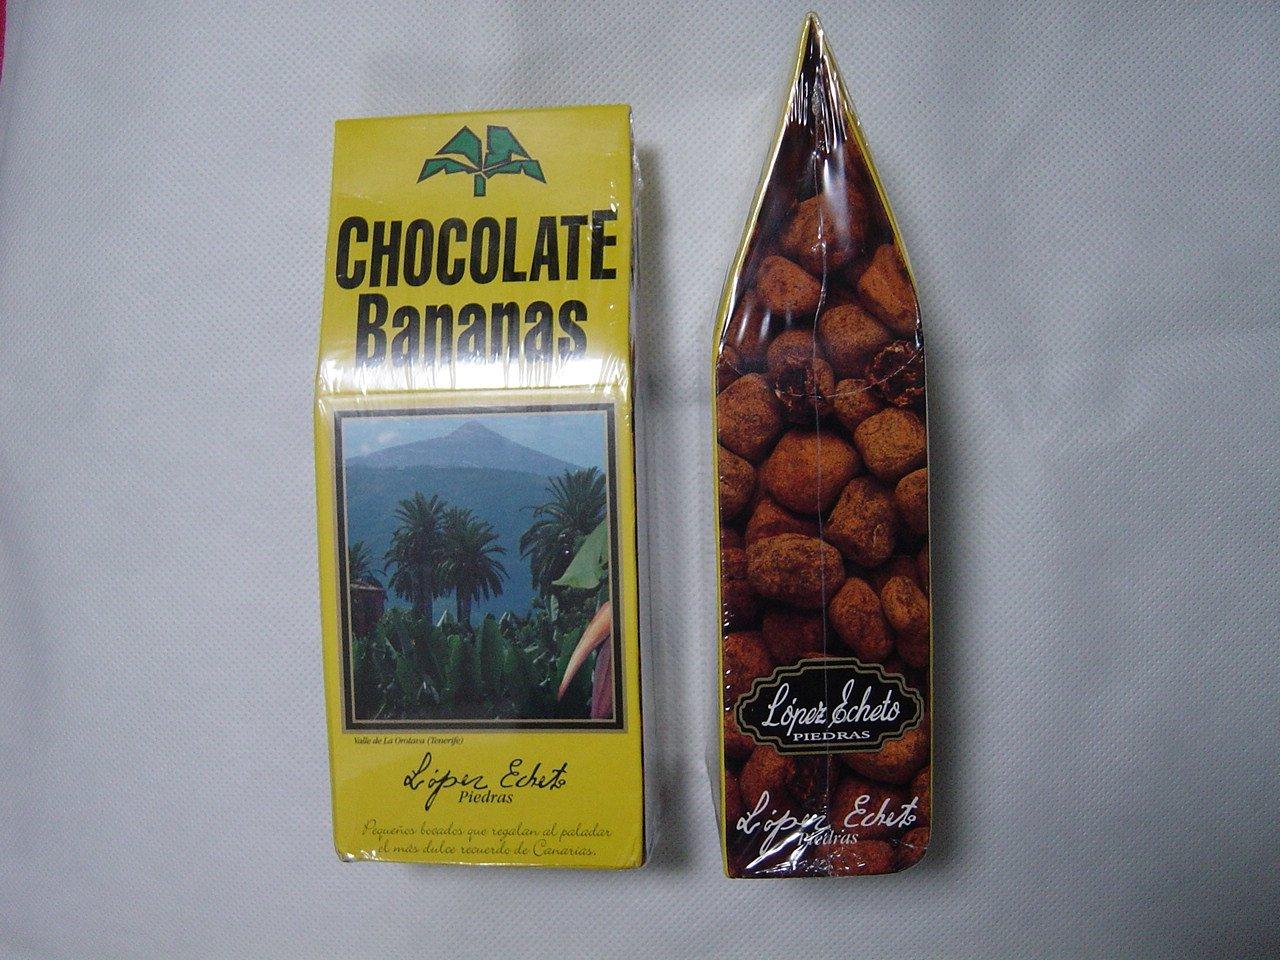 CHOCOLATE
Bananas
Valle de La Orotava (Tenerife)
López Echeto
Piedras
Pequeños bocados que regalan al paladar
el más dulce recuerdo de Canarias.
López Echeto
PIEDRAS
López Echeto
Piedras